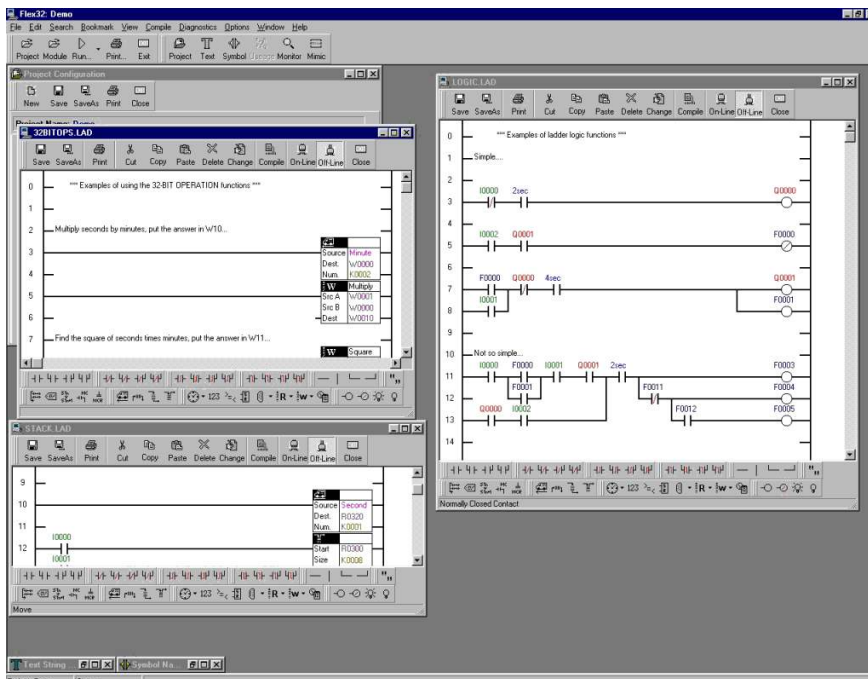 Flex32: Demo
File Edit Search Bookmark View Compile Diagnostics Options Window Help
Project Module Run... Print... Exit Project Text Symbol Monitor Mimic
Project Configuration
New Save SaveAs Print Close
Project Name: Demo
32BITOPS.LAD
Save SaveAs Print Cut Copy Paste Delete Change Compile On-Line Off-Line Close
0 *** Examples of using the 32-BIT OPERATION functions ***
1
2 Multiply seconds by minutes, put the answer in W10...
3 Source Minute
Dest. W0000
4 Num. K0002
W Multiply
5 Src A W0001
Src B W0000
6 Dest W0010
7 Find the square of seconds times minutes, put the answer in W11...
W Square
123 R W
STACK.LAD
Save SaveAs Print Cut Copy Paste Delete Change Compile On-Line Off-Line Close
9
10 Source Second
Dest. R0320
11 Num. K0001
I0000
12 Start R0300
I0001 Size K0008
123 R W
Move
LOGIC.LAD
Save SaveAs Print Cut Copy Paste Delete Change Compile On-Line Off-Line Close
0 *** Examples of ladder logic functions ***
1 Simple....
2
I0000 2sec Q0000
3
4
I0002 Q0001 F0000
5
6
F0000 Q0000 4sec Q0001
7
I0001 F0001
8
9
10 Not so simple...
I0000 F0000 I0001 Q0001 2sec F0003
11
F0001 F0011 F0004
12
Q0000 I0002 F0012 F0005
13
14
123 R W
Normally Closed Contact
Text String ...
Symbol Na...